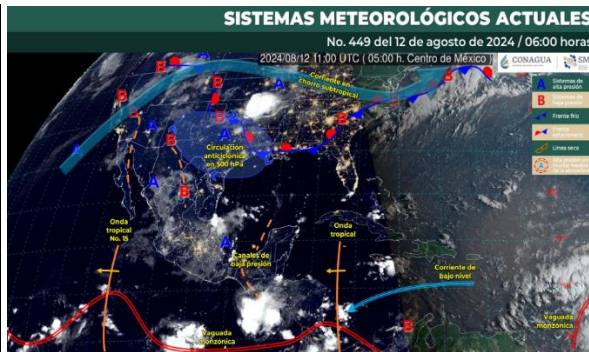 SISTEMAS METEOROLÓGICOS ACTUALES
No. 449 del 12 de agosto de 2024 / 06:00 horas
2024/08/12 11:00 UTC ( 05:00 h. Centro de México )
CONAGUA
Corriente en
chorro subtropical
A
Sistemas de
alta presión
B
Sistemas de
baja presión
Frente frío
Frente
estacionario
Línea seca
Circulación
anticiclónica
en 500 hPa
Onda
tropical
No. 15
Canales de
baja presión
Onda
tropical
Corriente de
bajo nivel
Vaguada
monzónica
Vaguada
monzónica